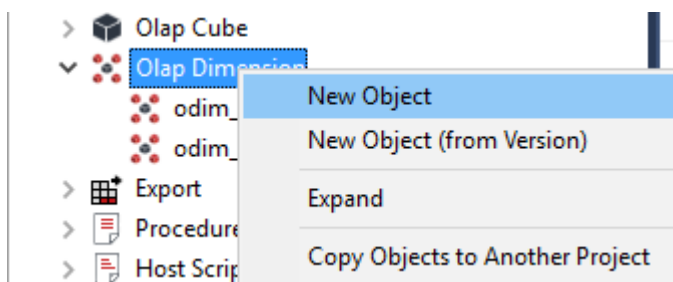 Olap Cube
Olap Dimension
New Object
odim_
New Object (from Version)
odim_
Export
Expand
Procedure
Copy Objects to Another Project
Host Scrip